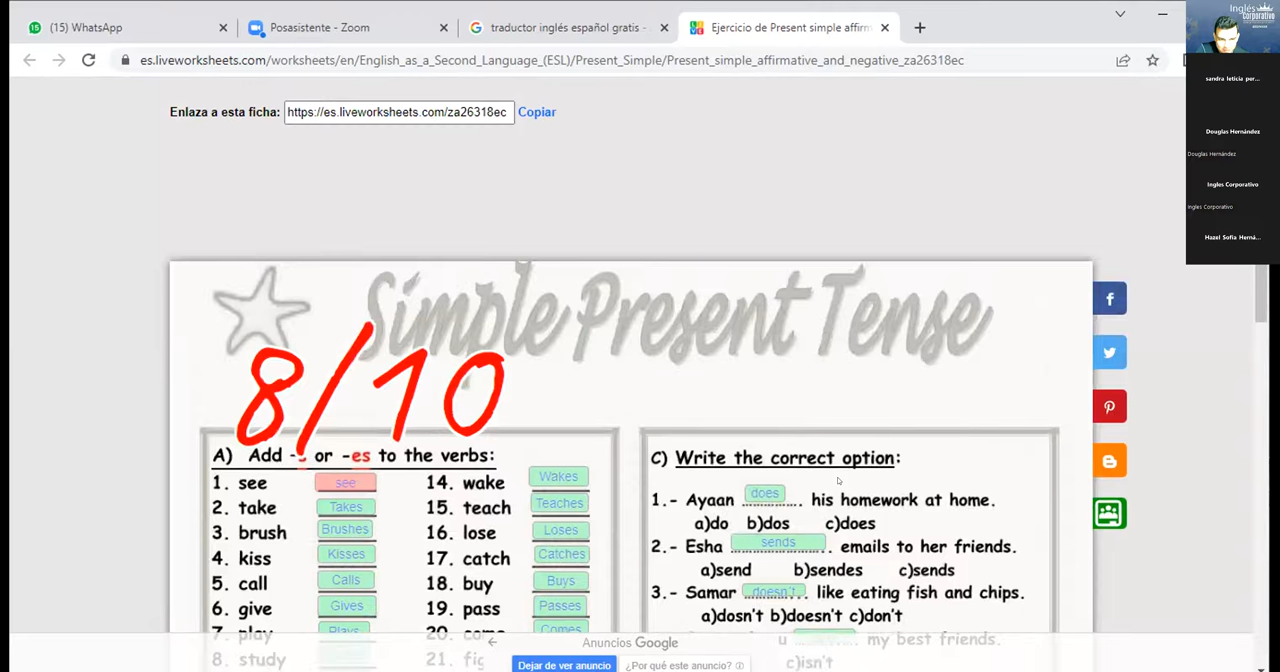 (15) WhatsApp
Posasistente - Zoom
traductor inglés español gratis -
Ejercicio de Present simple affirm
es.liveworksheets.com/worksheets/en/English_as_a_Second_Language_(ESL)/Present_Simple/Present_simple_affirmative_and_negative_za26318ec
Inglés
Corporativo
sandra leticia per...
Douglas Hernández
Douglas Hernández
Ingles Corporativo
Ingles Corporativo
Hazel Sofia Herná...
Enlaza a esta ficha: https://es.liveworksheets.com/za26318ec Copiar
Simple Present Tense
8/10
A) Add -s or -es to the verbs:
1. see see
2. take Takes
3. brush Brushes
4. kiss Kisses
5. call Calls
6. give Gives
7. play Plays
8. study
14. wake Wakes
15. teach Teaches
16. lose Loses
17. catch Catches
18. buy Buys
19. pass Passes
20. come Comes
21. fig
C) Write the correct option:
1.- Ayaan does his homework at home.
a)do b)dos c)does
2.- Esha sends emails to her friends.
a)send b)sendes c)sends
3.- Samar doesn't like eating fish and chips.
a)dosn't b)doesn't c)don't
u my best friends.
c)isn't
Anuncios Google
Dejar de ver anuncio
¿Por qué este anuncio?